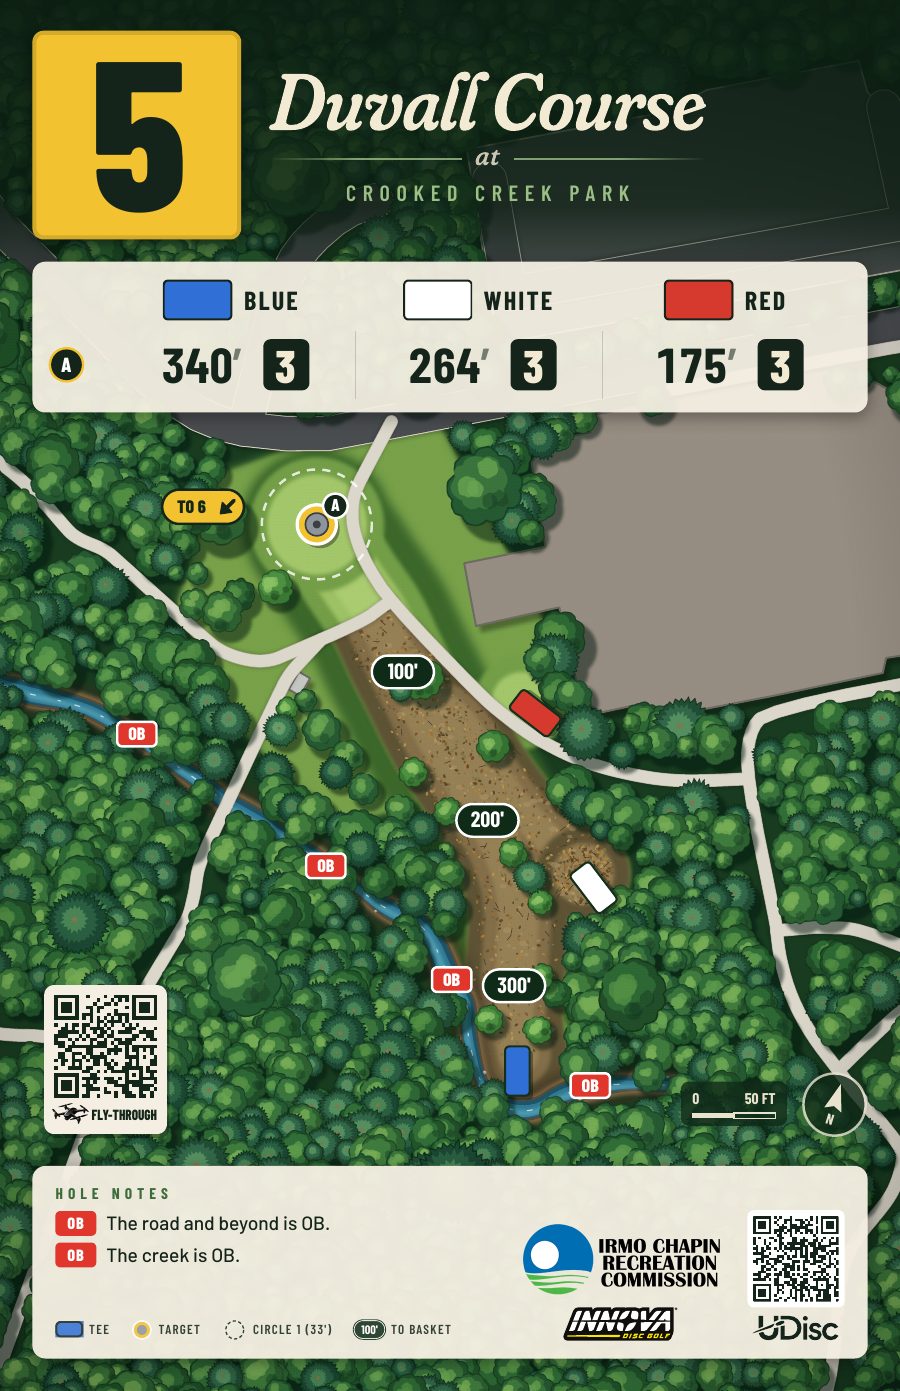 5
Duvall Course
at
CROOKED CREEK PARK
BLUE WHITE RED
A 340' 3 264' 3 175' 3
TO 6
A
100'
OB
200'
OB
OB
300'
OB
0 50 FT
N
FLY-THROUGH
HOLE NOTES
OB The road and beyond is OB.
OB The creek is OB.
IRMO CHAPIN
RECREATION
COMMISSION
INNOVA
DISC GOLF
UDisc
TEE TARGET CIRCLE 1 (33') 100' TO BASKET